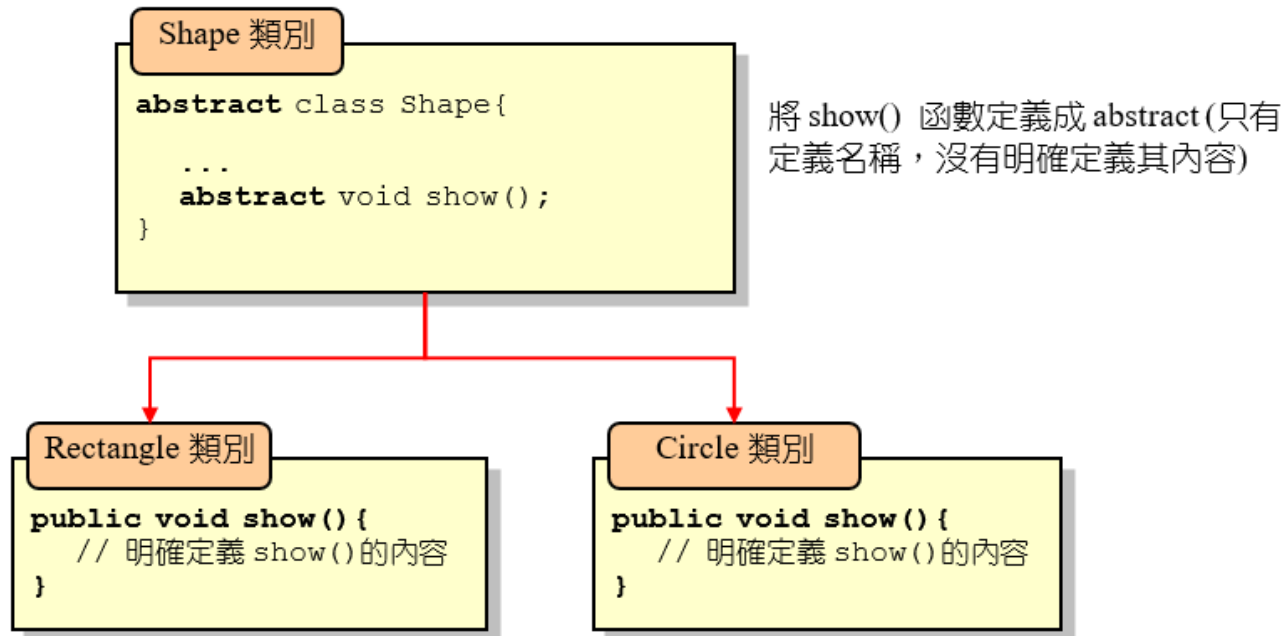 Shape 類別
abstract class Shape{
...
abstract void show();
}
將 show() 函數定義成 abstract (只有
定義名稱，沒有明確定義其內容)
Rectangle 類別
public void show(){
// 明確定義 show()的內容
}
Circle 類別
public void show(){
// 明確定義 show()的內容
}